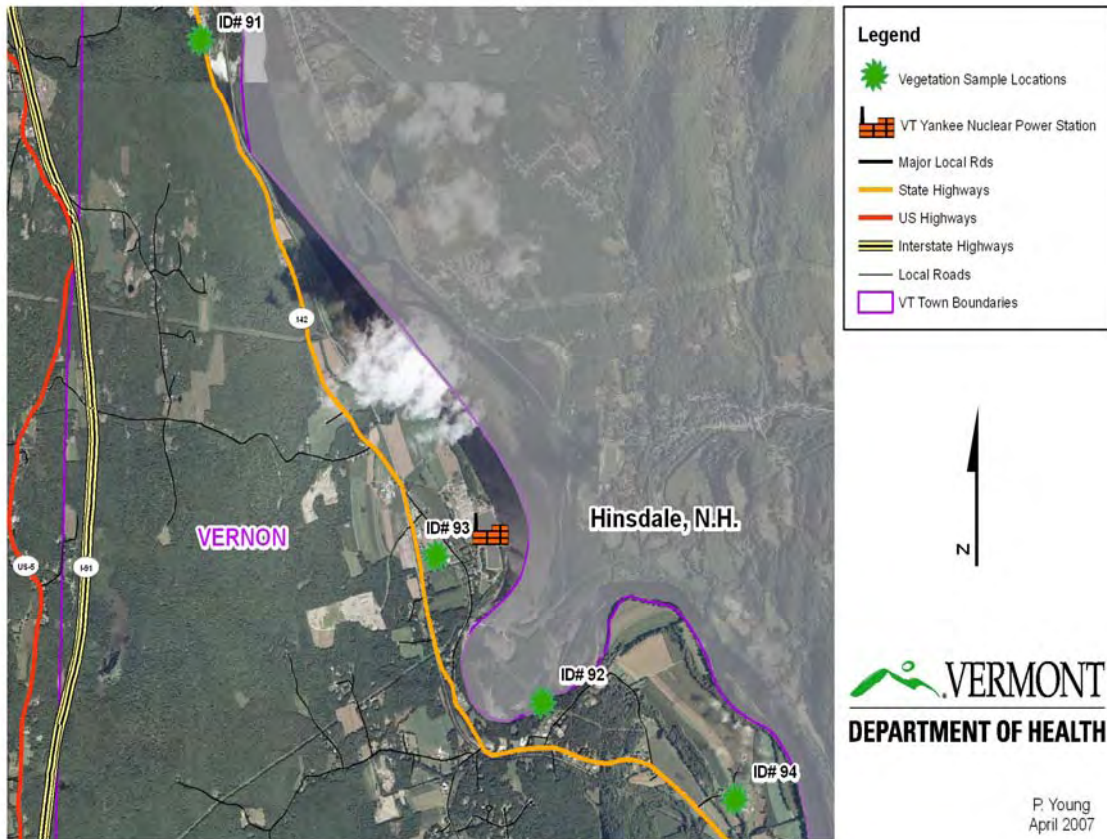 ID# 91
142
VERNON
ID# 93
Hinsdale, N.H.
US-5
I-91
ID# 92
ID# 94
Legend
Vegetation Sample Locations
VT Yankee Nuclear Power Station
Major Local Rds
State Highways
US Highways
Interstate Highways
Local Roads
VT Town Boundaries
N
VERMONT
DEPARTMENT OF HEALTH
P. Young
April 2007